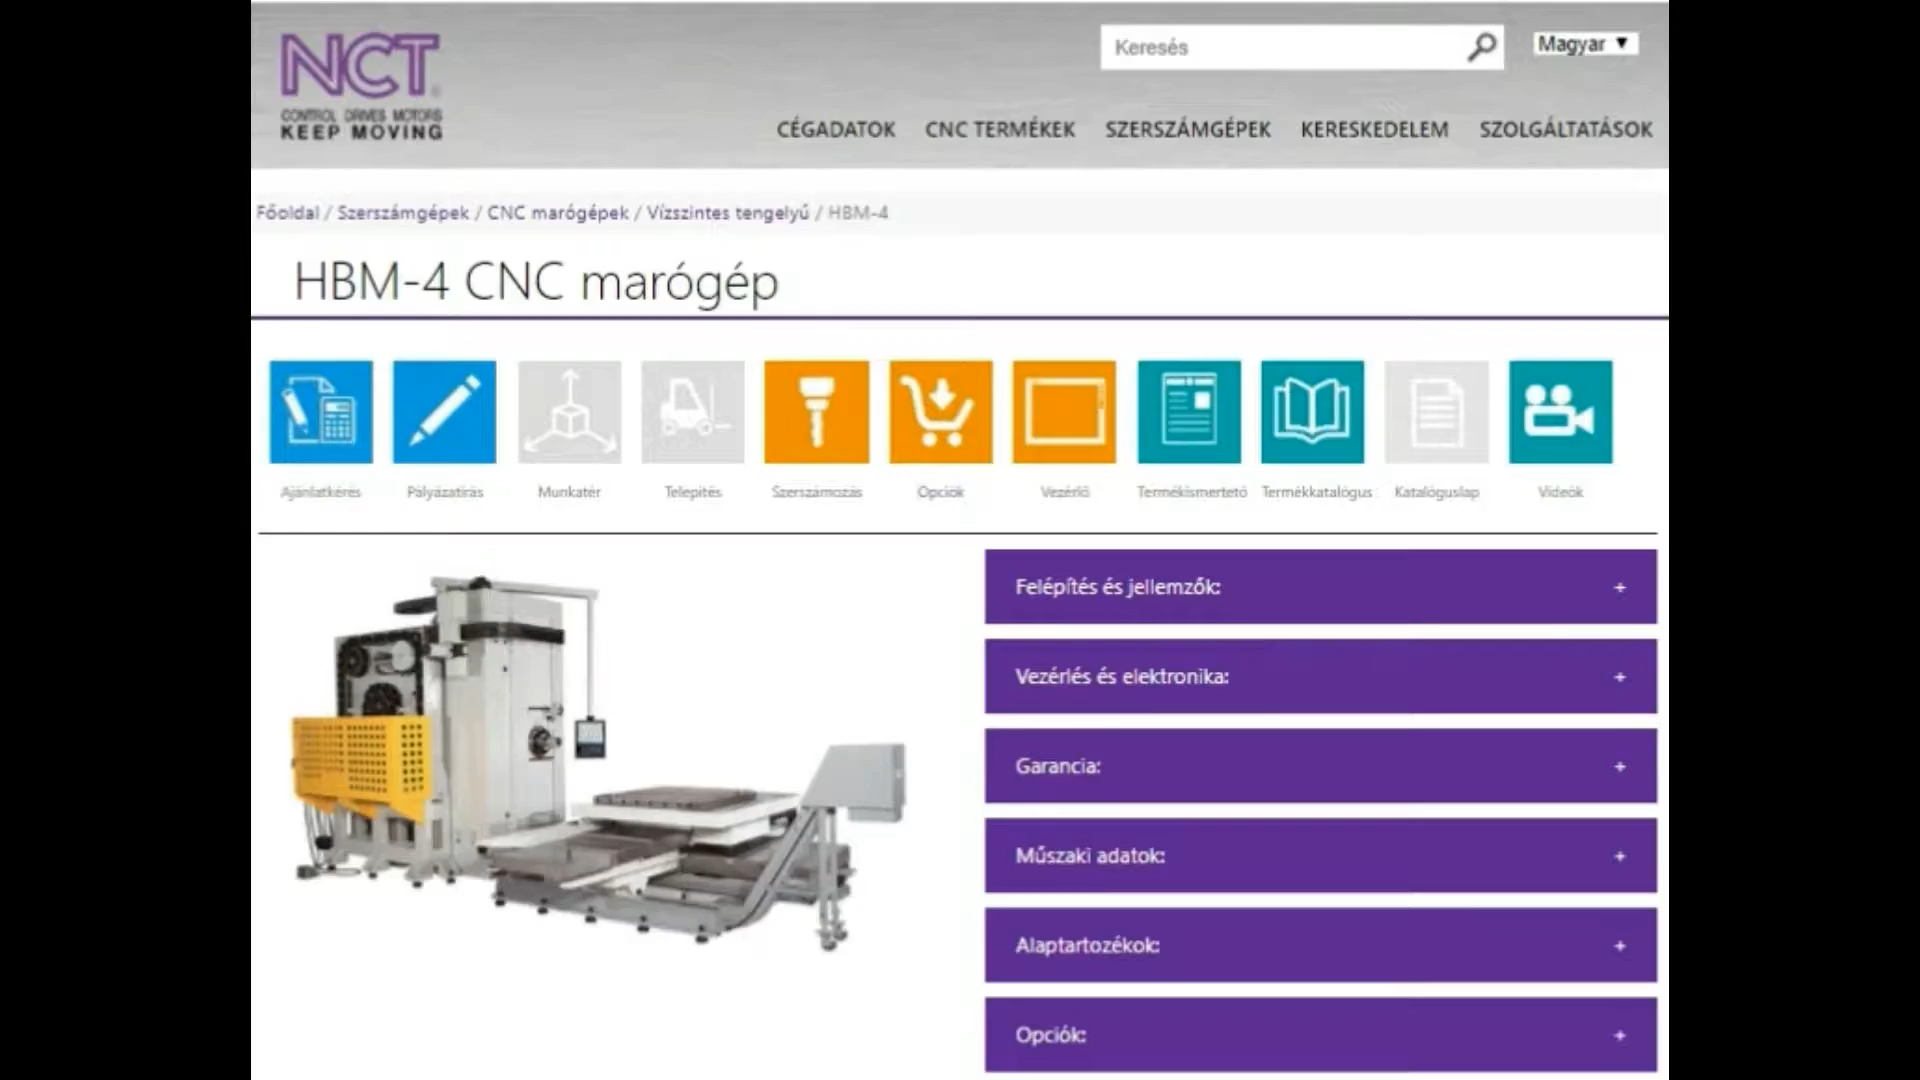 NCT
CONTROL DRIVES MOTORS
KEEP MOVING
Keresés
Magyar ▼
CÉGADATOK CNC TERMÉKEK SZERSZÁMGÉPEK KERESKEDELEM SZOLGÁLTATÁSOK
Főoldal / Szerszámgépek / CNC marógépek / Vízszintes tengelyű / HBM-4
HBM-4 CNC marógép
Ajánlatkérés Pályázatírás Munkatér Telepítés Szerszámozás Opciók Vezérlő Termékismertető Termékkatalógus Katalóguslap Videók
Felépítés és jellemzők: +
Vezérlés és elektronika: +
Garancia: +
Műszaki adatok: +
Alaptartozékok: +
Opciók: +